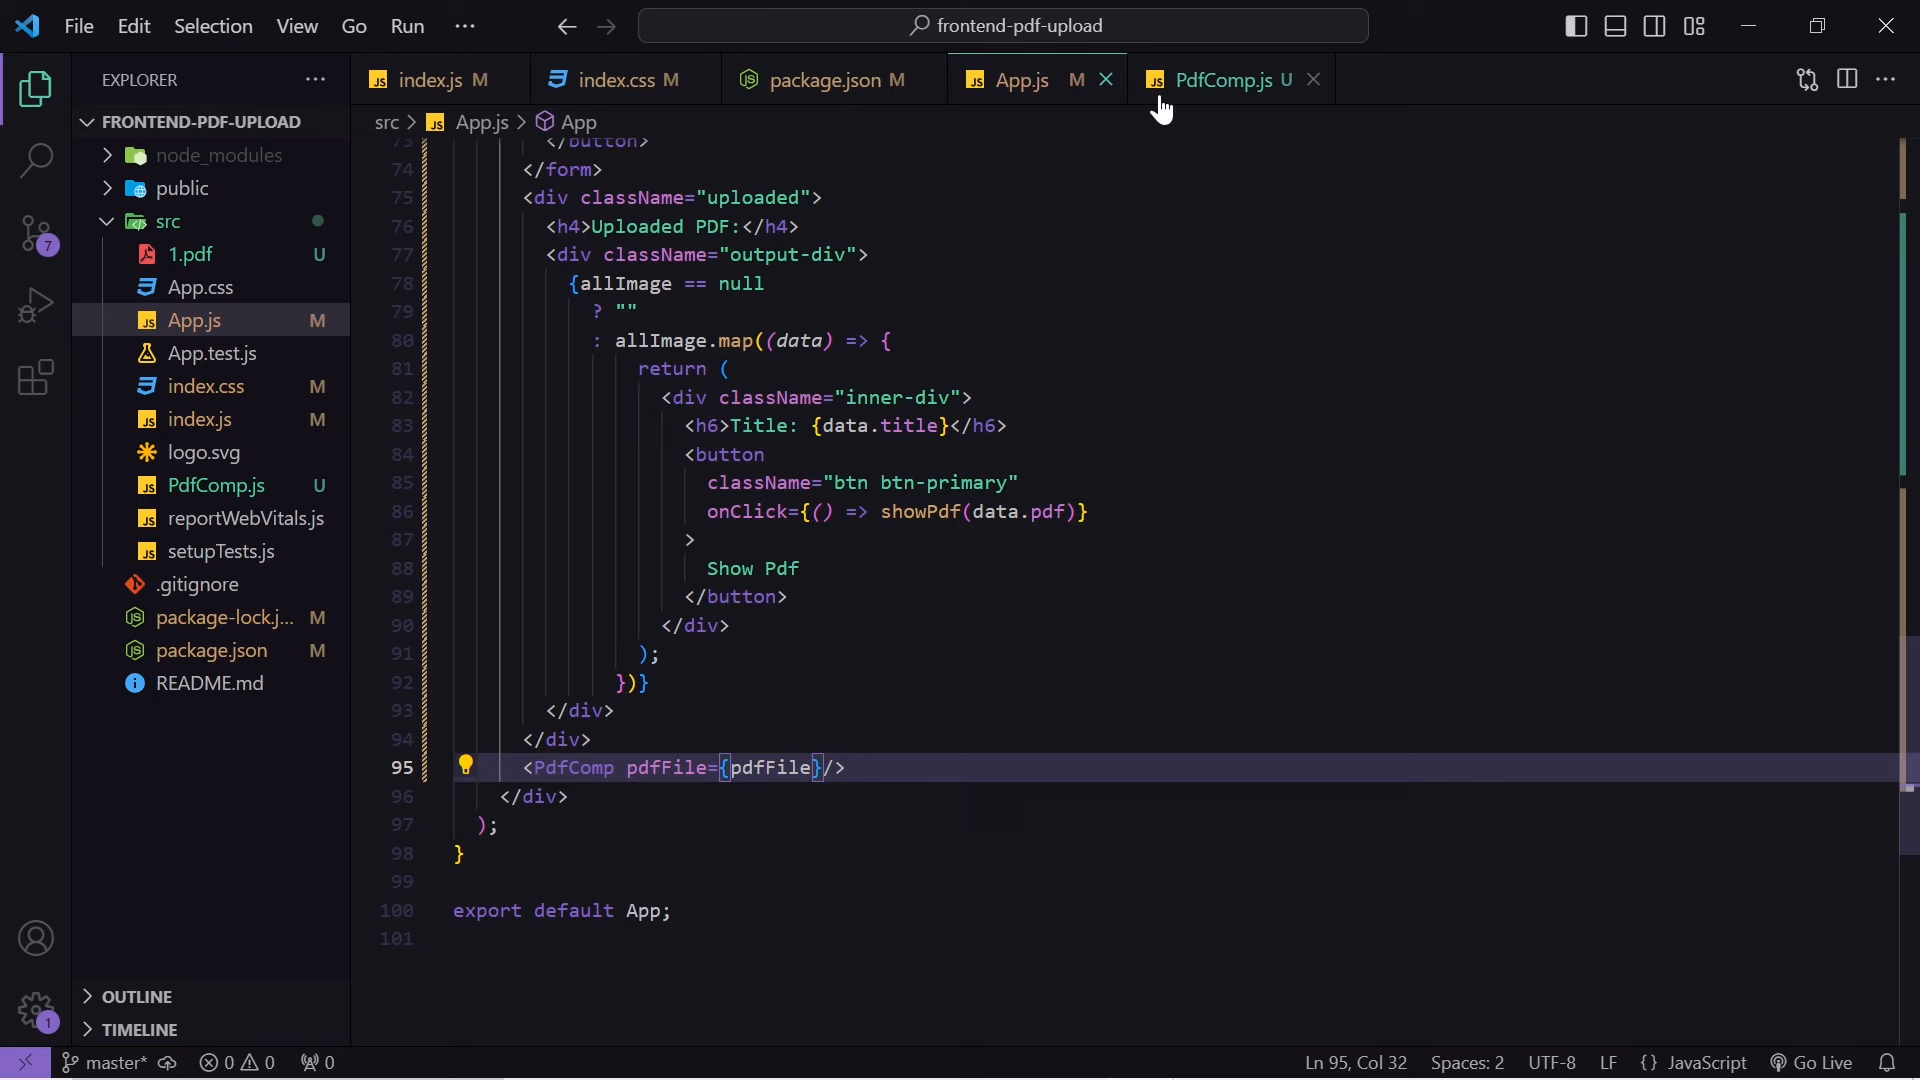 File Edit Selection View Go Run ··· frontend-pdf-upload
EXPLORER ···
index.js M index.css M package.json M App.js M PdfComp.js U
FRONTEND-PDF-UPLOAD
src > App.js > App
node_modules
public
src
1.pdf U
App.css
App.js M
App.test.js
index.css M
index.js M
logo.svg
PdfComp.js U
reportWebVitals.js
setupTests.js
.gitignore
package-lock.j... M
package.json M
README.md
OUTLINE
TIMELINE
7
1
73 </button>
74 </form>
75 <div className="uploaded">
76 <h4>Uploaded PDF:</h4>
77 <div className="output-div">
78 {allImage == null
79 ? ""
80 : allImage.map((data) => {
81 return (
82 <div className="inner-div">
83 <h6>Title: {data.title}</h6>
84 <button
85 className="btn btn-primary"
86 onClick={() => showPdf(data.pdf)}
87 >
88 Show Pdf
89 </button>
90 </div>
91 );
92 })}
93 </div>
94 </div>
95 <PdfComp pdfFile={pdfFile}/>
96 </div>
97 );
98 }
99
100 export default App;
101
master* 0 0 0 Ln 95, Col 32 Spaces: 2 UTF-8 LF {} JavaScript Go Live